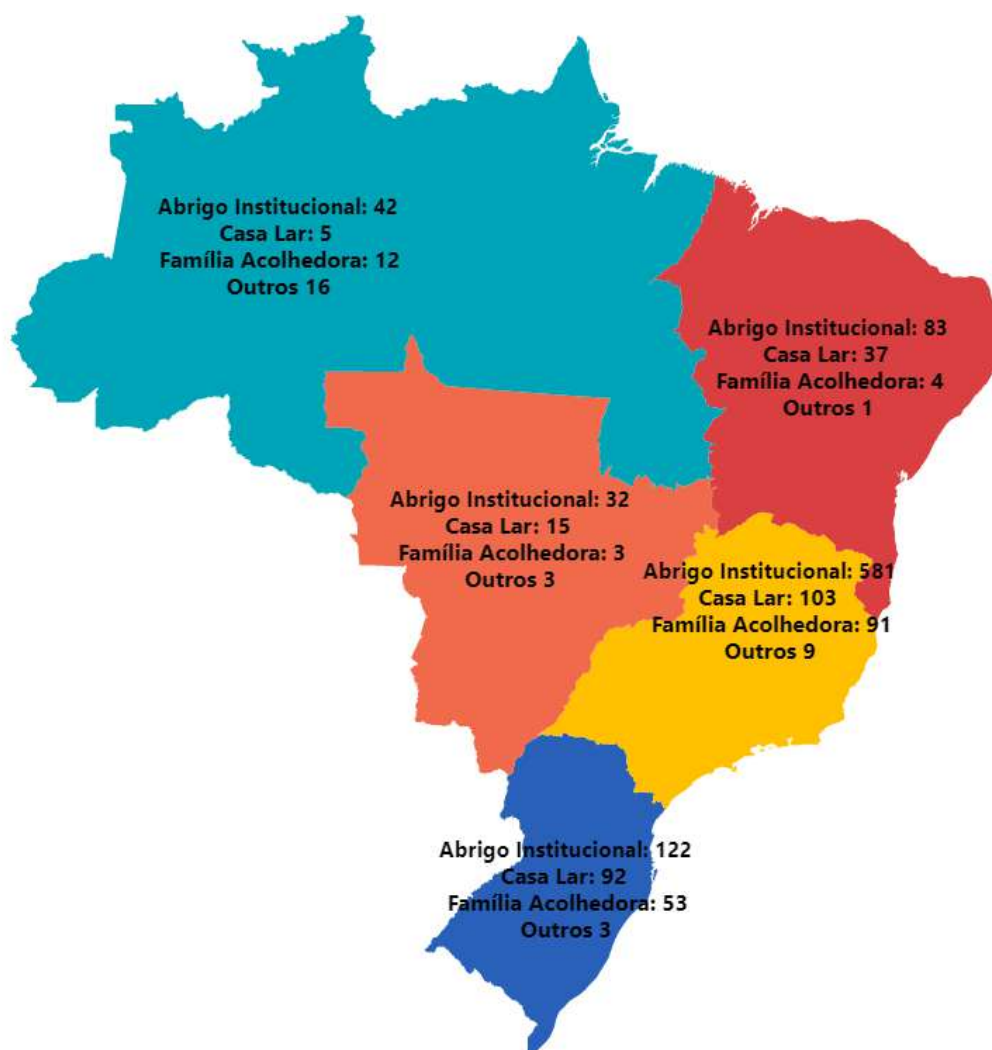 Abrigo Institucional: 42
Casa Lar: 5
Família Acolhedora: 12
Outros 16
Abrigo Institucional: 83
Casa Lar: 37
Família Acolhedora: 4
Outros 1
Abrigo Institucional: 32
Casa Lar: 15
Família Acolhedora: 3
Outros 3
Abrigo Institucional: 581
Casa Lar: 103
Família Acolhedora: 91
Outros 9
Abrigo Institucional: 122
Casa Lar: 92
Família Acolhedora: 53
Outros 3